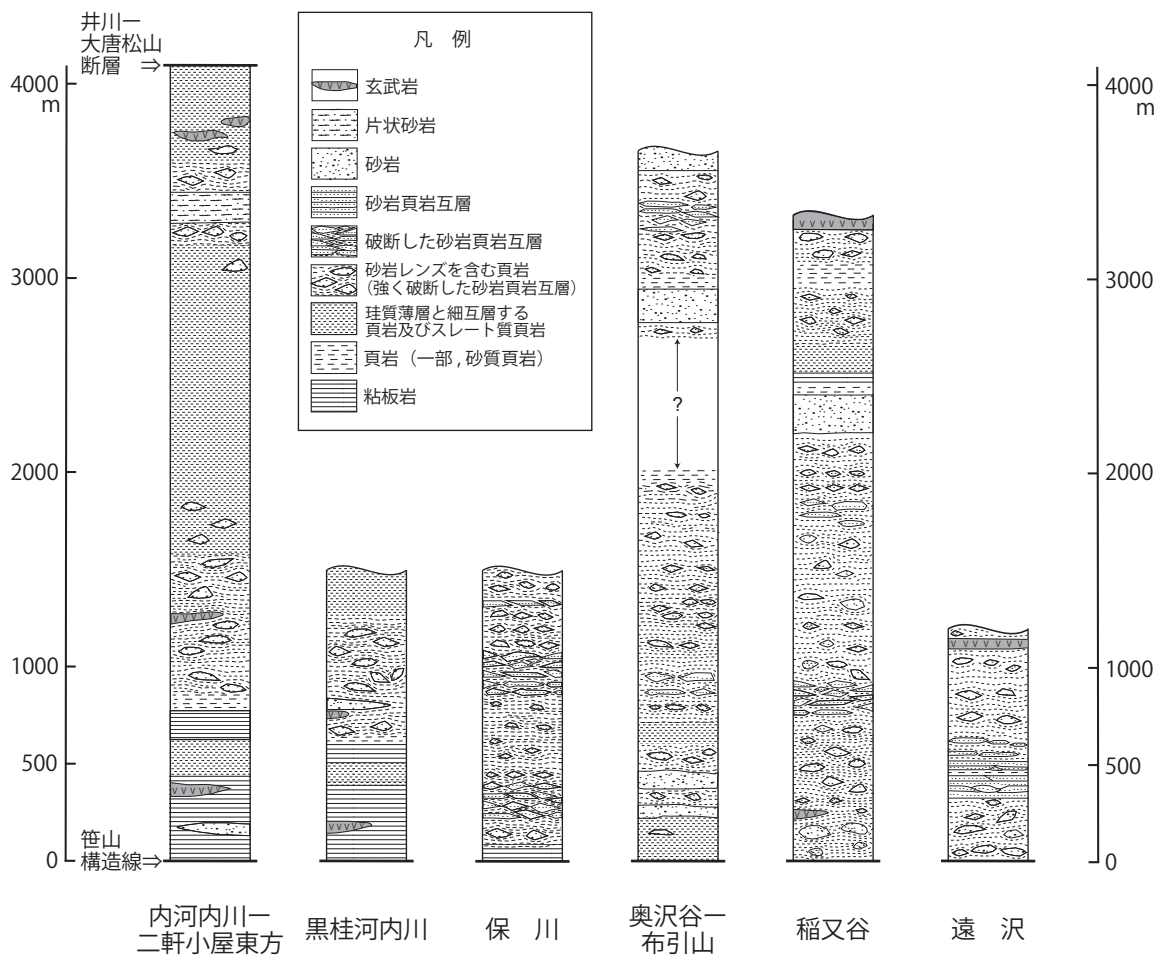 井川ー
大唐松山
断層 ⇒
4000
m
3000
2000
1000
500
0
笹山
構造線⇒
凡 例
玄武岩
片状砂岩
砂岩
砂岩頁岩互層
破断した砂岩頁岩互層
砂岩レンズを含む頁岩
(強く破断した砂岩頁岩互層)
珪質薄層と細互層する
頁岩及びスレート質頁岩
頁岩(一部,砂質頁岩)
粘板岩
?
4000
m
3000
2000
1000
500
0
内河内川ー
二軒小屋東方
黒桂河内川
保 川
奥沢谷ー
布引山
稲又谷
遠 沢